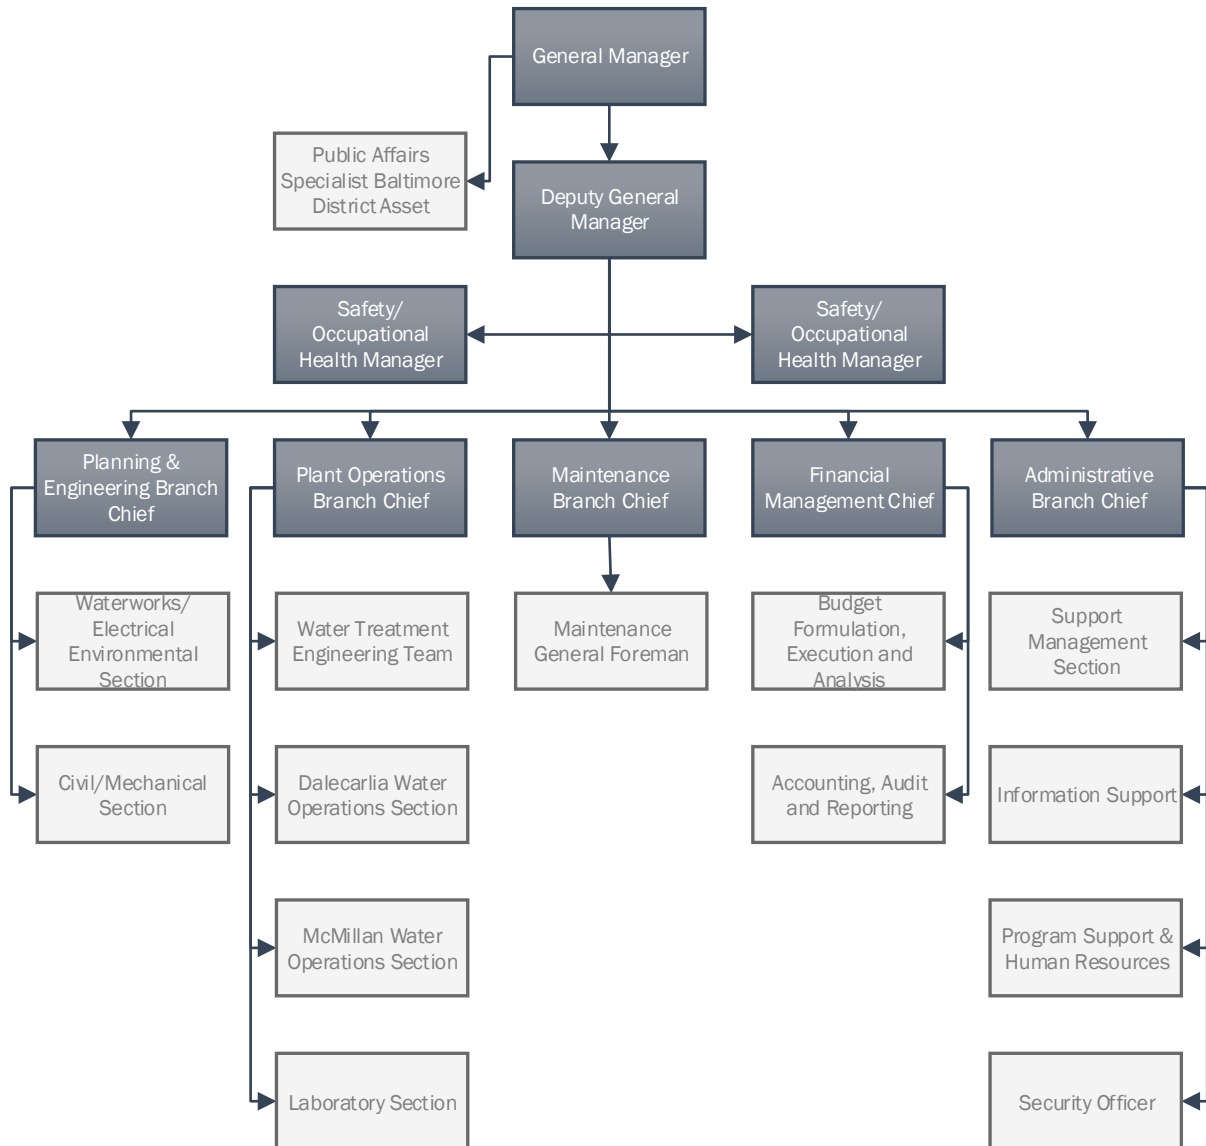 General Manager
Public Affairs
Specialist Baltimore
District Asset
Deputy General
Manager
Safety/
Occupational
Health Manager
Safety/
Occupational
Health Manager
Planning &
Engineering Branch
Chief
Plant Operations
Branch Chief
Maintenance
Branch Chief
Financial
Management Chief
Administrative
Branch Chief
Waterworks/
Electrical
Environmental
Section
Water Treatment
Engineering Team
Maintenance
General Foreman
Budget
Formulation,
Execution and
Analysis
Support
Management
Section
Civil/Mechanical
Section
Dalecarlia Water
Operations Section
Accounting, Audit
and Reporting
Information Support
McMillan Water
Operations Section
Program Support &
Human Resources
Laboratory Section
Security Officer